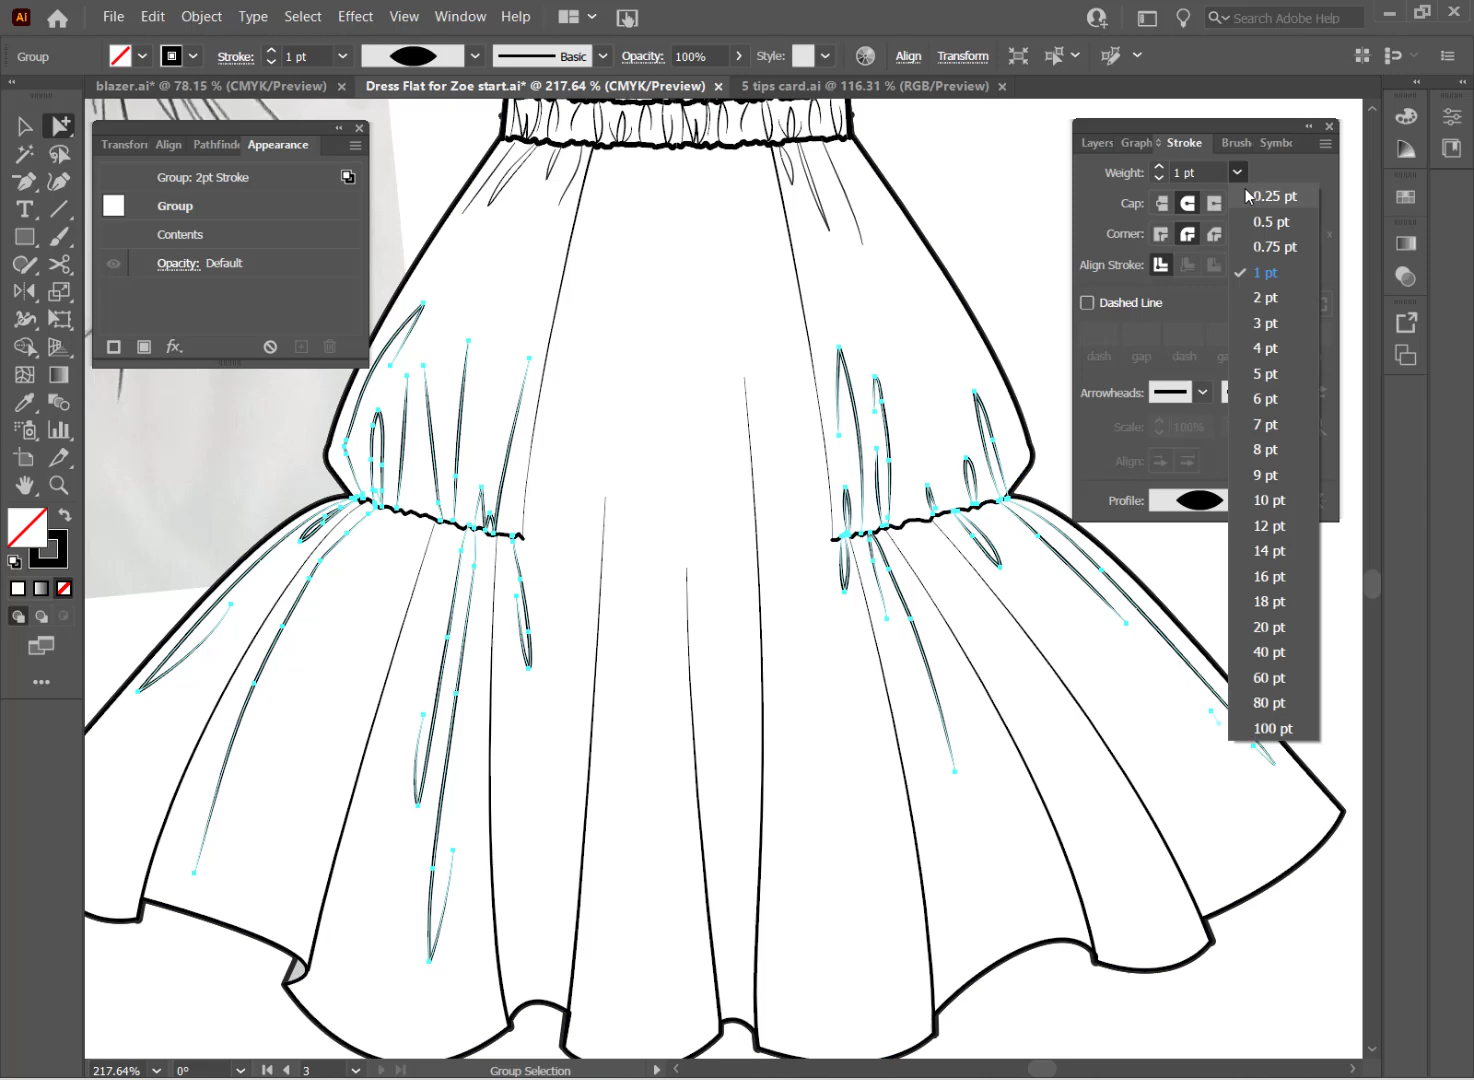 Ai File Edit Object Type Select Effect View Window Help Search Adobe Help
Group Stroke: 1 pt Basic Opacity: 100% Style: Align Transform
blazer.ai* @ 78.15 % (CMYK/Preview) Dress Flat for Zoe start.ai* @ 217.64 % (CMYK/Preview) 5 tips card.ai @ 116.31 % (RGB/Preview)
Transforr Align Pathfinde Appearance
Group: 2pt Stroke
Group
Contents
Opacity: Default
fx.
Layers Graph Stroke Brush Symbc
Weight: 1 pt
Cap:
Corner:
Align Stroke:
Dashed Line
dash gap dash ga
Arrowheads:
Scale: 100%
Align:
Profile:
0.25 pt
0.5 pt
0.75 pt
1 pt
2 pt
3 pt
4 pt
5 pt
6 pt
7 pt
8 pt
9 pt
10 pt
12 pt
14 pt
16 pt
18 pt
20 pt
40 pt
60 pt
80 pt
100 pt
217.64% 0° 3 Group Selection